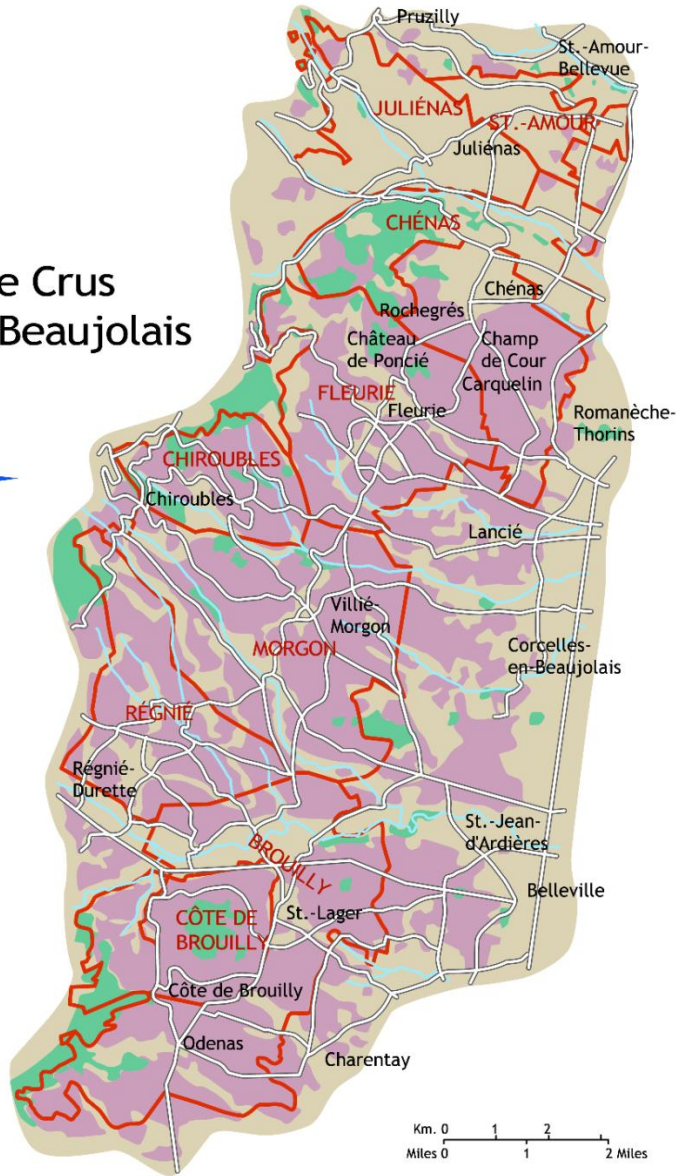 Pruzilly
St.-Amour-
Bellevue
JULIÉNAS
ST.-AMOUR
Juliénas
CHÉNAS
e Crus
Beaujolais
Chénas
Rochegrés
Château
de Poncié
Champ
de Cour
Carquelin
FLEURIE
Fleurie
Romanèche-
Thorins
CHIROUBLES
Chiroubles
Lancié
Villié-
Morgon
MORGON
Corcelles-
en-Beaujolais
RÉGNIÉ
Régnié-
Durette
St.-Jean-
d'Ardières
BROUILLY
Belleville
CÔTE DE
BROUILLY
St.-Lager
Côte de Brouilly
Odenas
Charentay
Km. 0 1 2
Miles 0 1 2 Miles